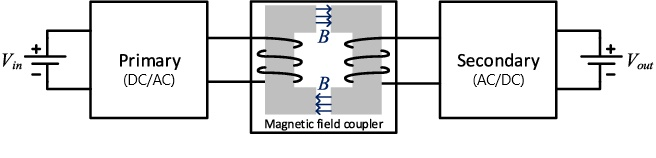 B
V_in + − Primary Secondary + − V_out
(DC/AC) (AC/DC)
B
Magnetic field coupler